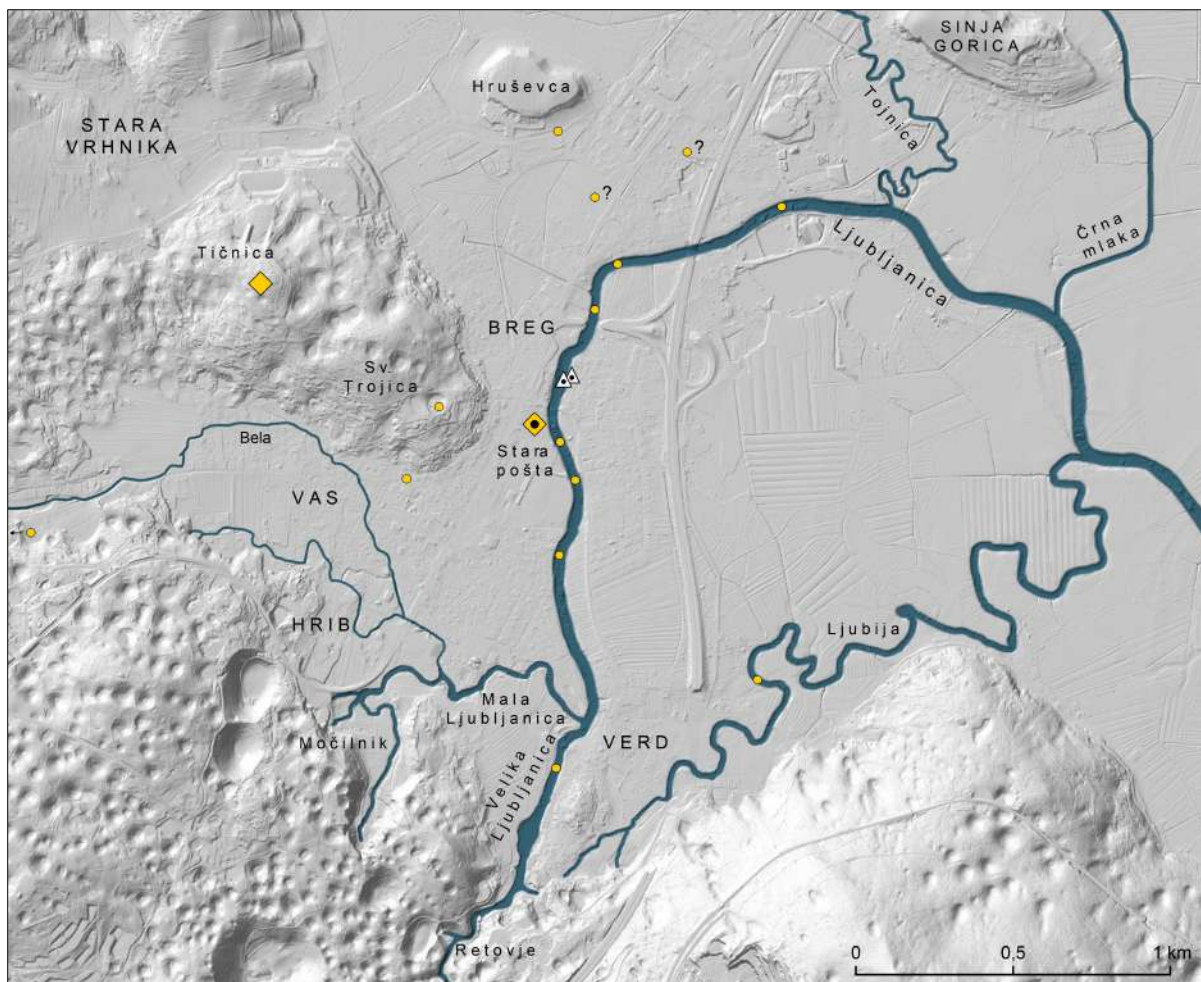 SINJA
GORICA
Hruševca
Tojnica
STARA
VRHNIKA
?
?
Tičnica
Črna
mlaka
Ljubljanica
BREG
Sv.
Trojica
Bela
Stara
pošta
VAS
HRIB
Ljubija
Mala
Ljubljanica
Močilnik
VERD
Velika
Ljubljanica
Retovje
0 0,5 1 km